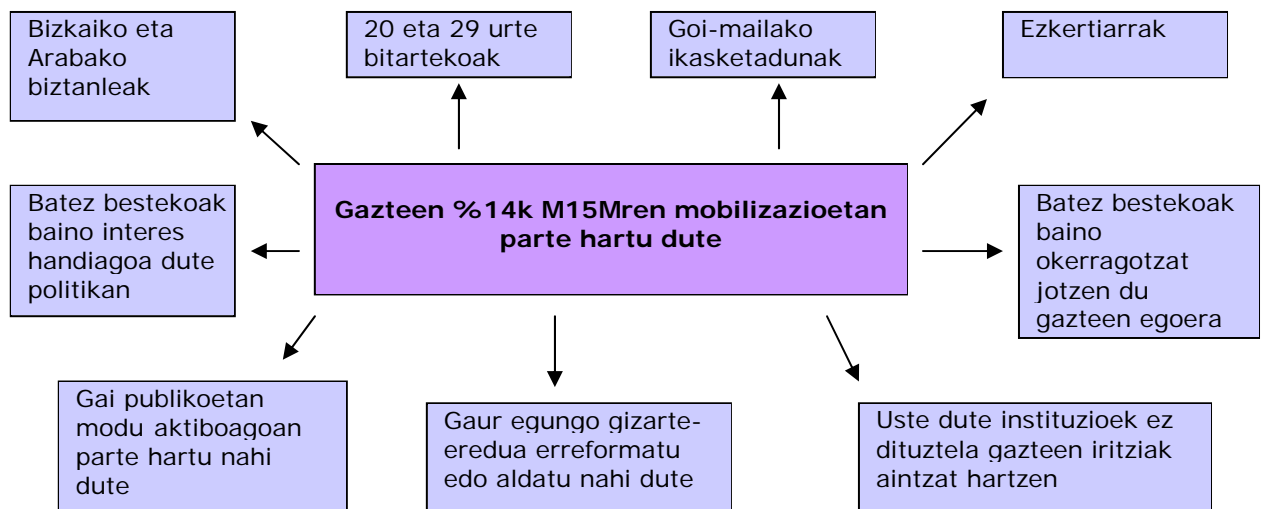 Bizkaiko eta
Arabako
biztanleak
20 eta 29 urte
bitartekoak
Goi-mailako
ikasketadunak
Ezkertiarrak
Gazteen %14k M15Mren mobilizazioetan
parte hartu dute
Batez bestekoak
baino interes
handiagoa dute
politikan
Batez bestekoak
baino
okerragotzat
jotzen du
gazteen egoera
Gai publikoetan
modu aktiboagoan
parte hartu nahi
dute
Gaur egungo gizarte-
eredua erreformatu
edo aldatu nahi dute
Uste dute instituzioek ez
dituztela gazteen iritziak
aintzat hartzen